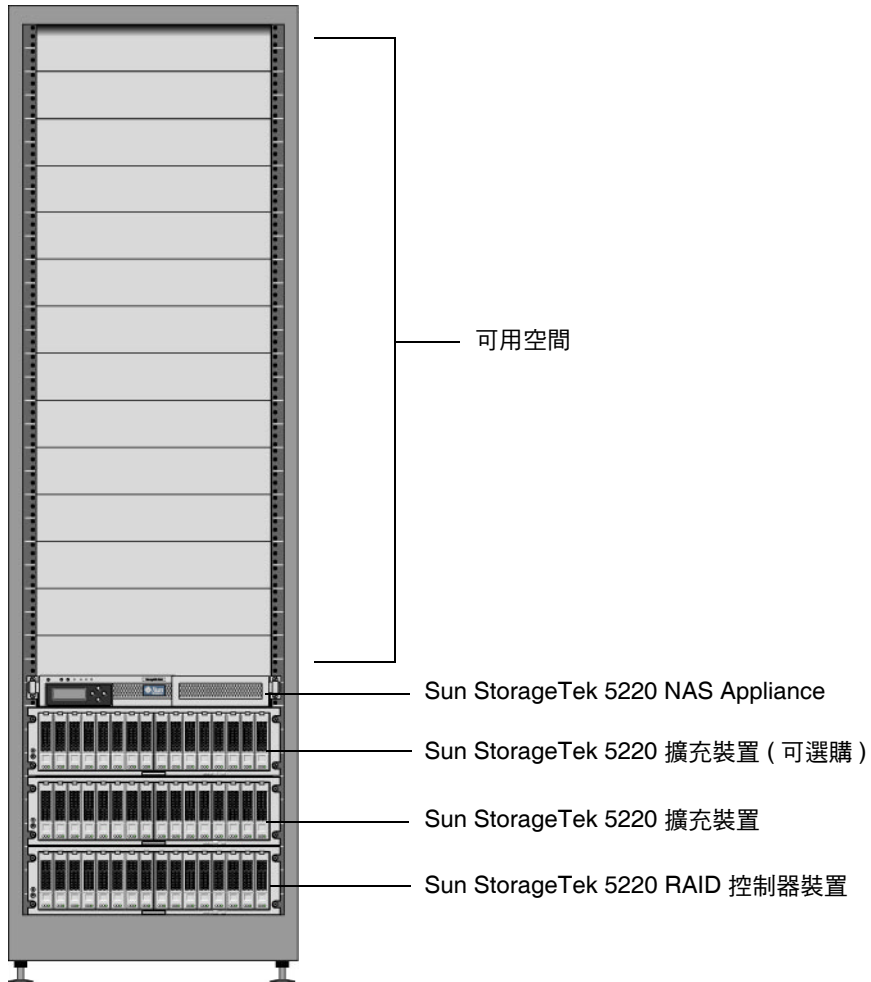 可用空間
Sun StorageTek 5220 NAS Appliance
Sun StorageTek 5220 擴充裝置 ( 可選購 )
Sun StorageTek 5220 擴充裝置
Sun StorageTek 5220 RAID 控制器裝置